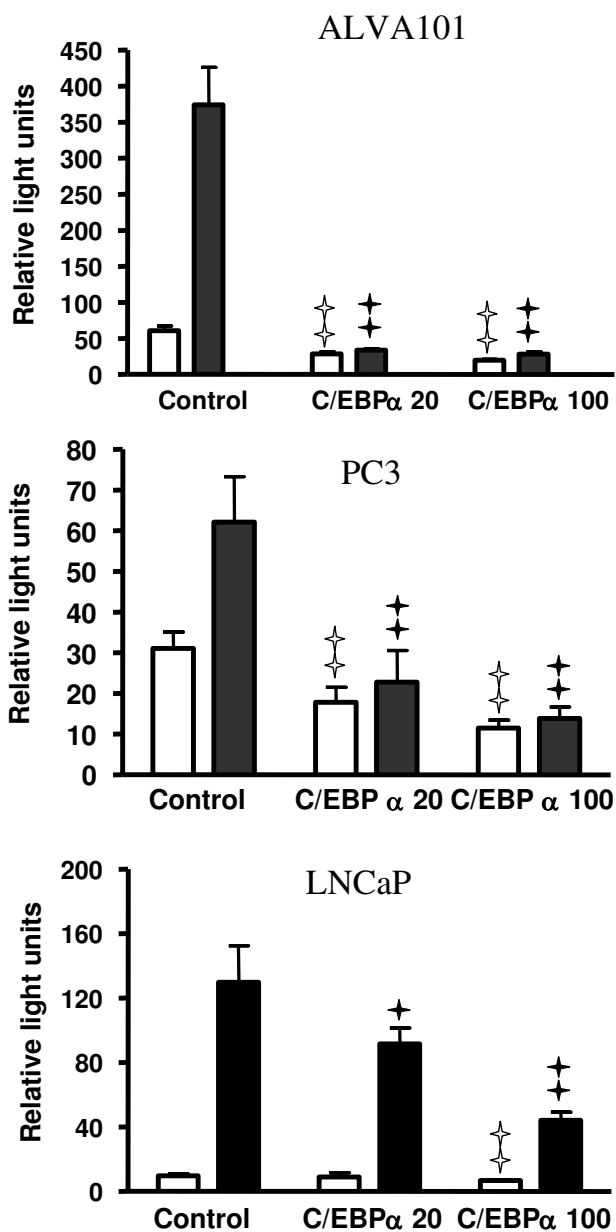 ALVA101
Relative light units
450
400
350
300
250
200
150
100
50
0
Control C/EBPα 20 C/EBPα 100
PC3
Relative light units
80
70
60
50
40
30
20
10
0
Control C/EBP α 20 C/EBP α 100
LNCaP
Relative light units
200
160
120
80
40
0
Control C/EBPα 20 C/EBPα 100